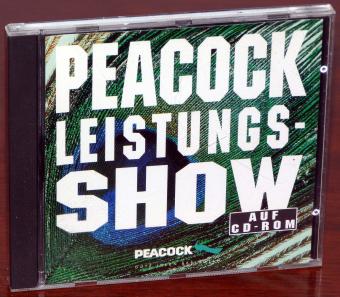 PEACOCK
LEISTUNGS-
SHOW
AUF
CD-ROM
PEACOCK